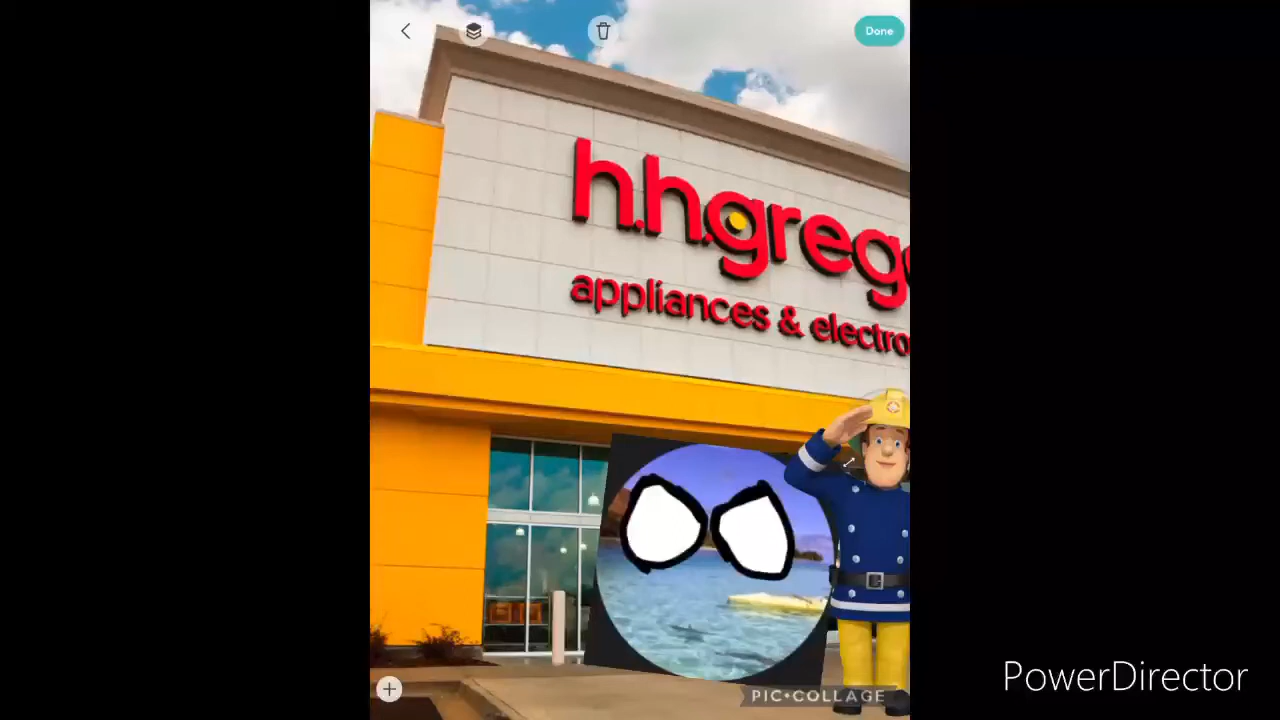 Done
h.h.greg
appliances & electro
PIC•COLLAGE
PowerDirector